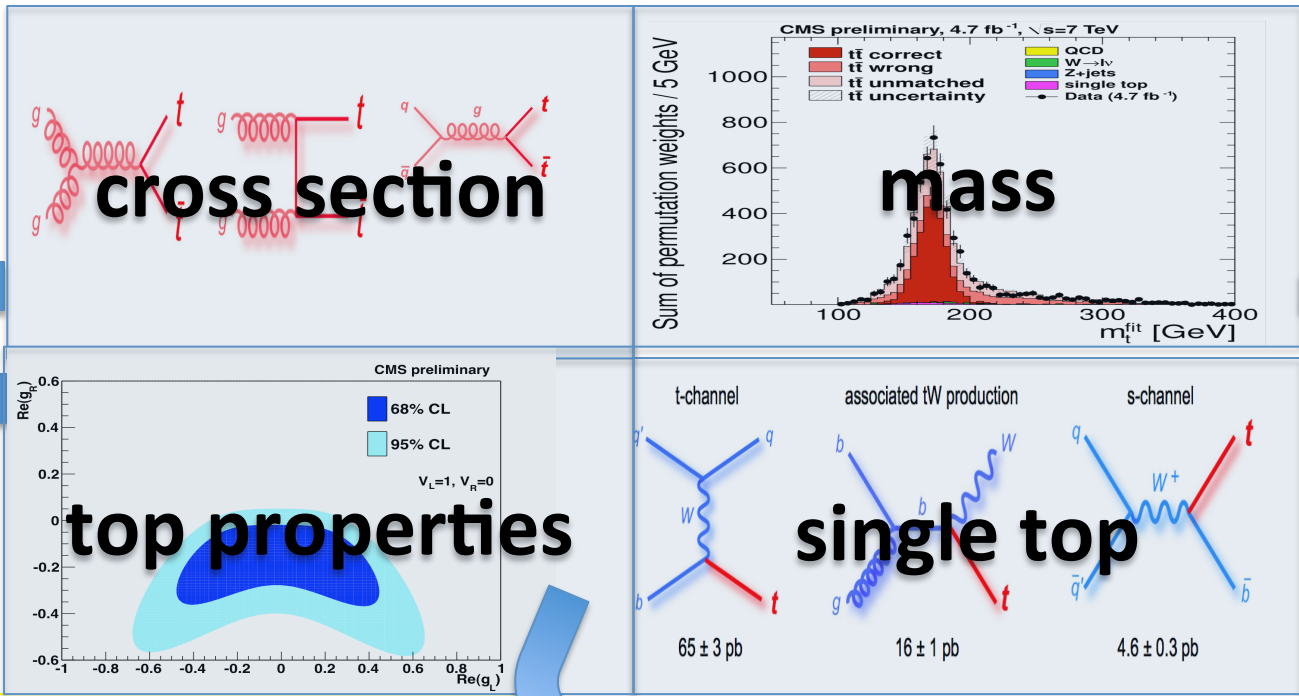 cross section
g
g
t
t̄
g
g
t
t̄
q
q̄
g
t
t̄
mass
CMS preliminary, 4.7 fb⁻¹, √s=7 TeV
tt̄ correct
tt̄ wrong
tt̄ unmatched
tt̄ uncertainty
QCD
W→lν
Z+jets
single top
Data (4.7 fb⁻¹)
Sum of permutation weights / 5 GeV
1000
800
600
400
200
100 200 300 400
mₜᶠⁱᵗ [GeV]
top properties
CMS preliminary
68% CL
95% CL
V_L=1, V_R=0
Re(g_R)
0.6
0.4
0.2
0
-0.2
-0.4
-0.6
-1 -0.8 -0.6 -0.4 -0.2 0 0.2 0.4 0.6 0.8 1
Re(g_L)
single top
t-channel associated tW production s-channel
q'
q
W
b
t
b
W
b
g
t
q
t
W⁺
q̄'
b̄
65 ± 3 pb 16 ± 1 pb 4.6 ± 0.3 pb